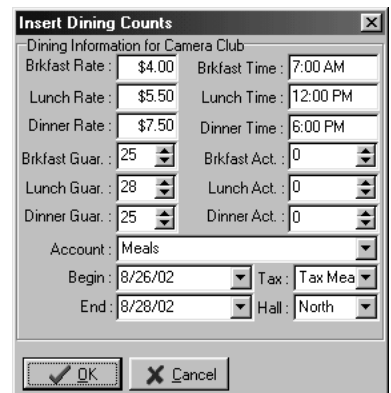 Insert Dining Counts
Dining Information for Camera Club
Brkfast Rate : $4.00 Brkfast Time : 7:00 AM
Lunch Rate : $5.50 Lunch Time : 12:00 PM
Dinner Rate : $7.50 Dinner Time : 6:00 PM
Brkfast Guar. : 25 Brkfast Act. : 0
Lunch Guar. : 28 Lunch Act. : 0
Dinner Guar. : 25 Dinner Act. : 0
Account : Meals
Begin : 8/26/02 Tax : Tax Mea
End : 8/28/02 Hall : North
OK Cancel